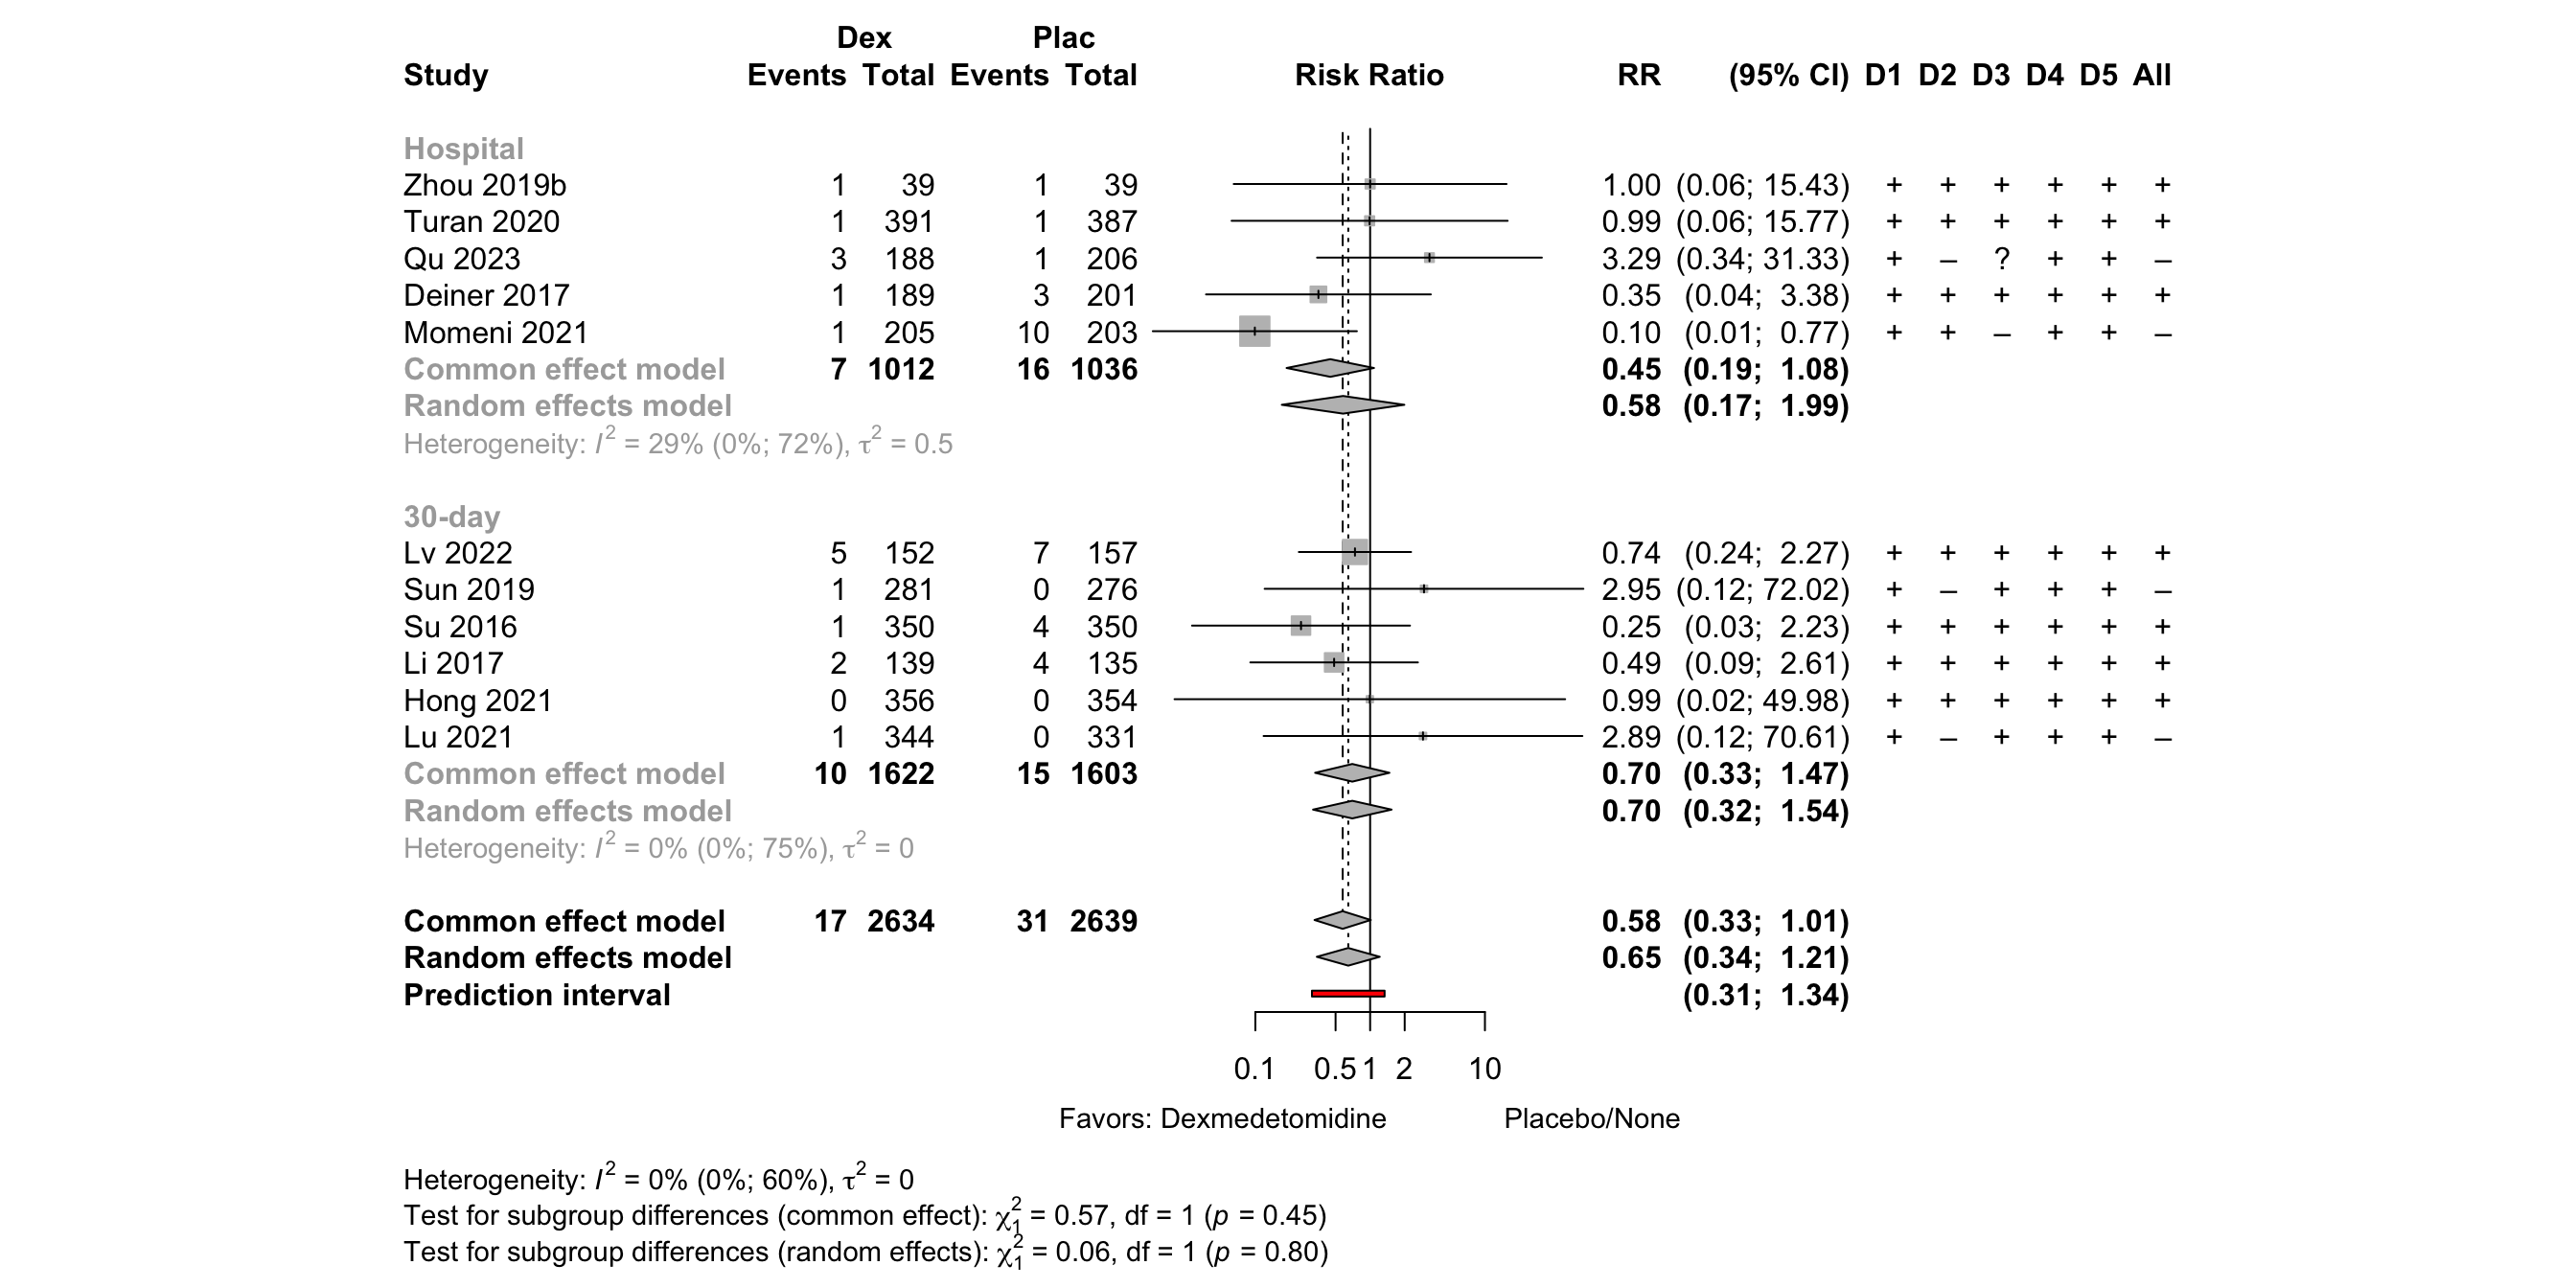 Dex Plac
Study Events Total Events Total Risk Ratio RR (95% CI) D1 D2 D3 D4 D5 All
Hospital
Zhou 2019b 1 39 1 39 1.00 (0.06; 15.43) + + + + + +
Turan 2020 1 391 1 387 0.99 (0.06; 15.77) + + + + + +
Qu 2023 3 188 1 206 3.29 (0.34; 31.33) + – ? + + –
Deiner 2017 1 189 3 201 0.35 (0.04; 3.38) + + + + + +
Momeni 2021 1 205 10 203 0.10 (0.01; 0.77) + + – + + –
Common effect model 7 1012 16 1036 0.45 (0.19; 1.08)
Random effects model 0.58 (0.17; 1.99)
Heterogeneity: I² = 29% (0%; 72%), τ² = 0.5
30-day
Lv 2022 5 152 7 157 0.74 (0.24; 2.27) + + + + + +
Sun 2019 1 281 0 276 2.95 (0.12; 72.02) + – + + + –
Su 2016 1 350 4 350 0.25 (0.03; 2.23) + + + + + +
Li 2017 2 139 4 135 0.49 (0.09; 2.61) + + + + + +
Hong 2021 0 356 0 354 0.99 (0.02; 49.98) + + + + + +
Lu 2021 1 344 0 331 2.89 (0.12; 70.61) + – + + + –
Common effect model 10 1622 15 1603 0.70 (0.33; 1.47)
Random effects model 0.70 (0.32; 1.54)
Heterogeneity: I² = 0% (0%; 75%), τ² = 0
Common effect model 17 2634 31 2639 0.58 (0.33; 1.01)
Random effects model 0.65 (0.34; 1.21)
Prediction interval (0.31; 1.34)
0.1 0.5 1 2 10
Favors: Dexmedetomidine Placebo/None
Heterogeneity: I² = 0% (0%; 60%), τ² = 0
Test for subgroup differences (common effect): χ₁² = 0.57, df = 1 (p = 0.45)
Test for subgroup differences (random effects): χ₁² = 0.06, df = 1 (p = 0.80)